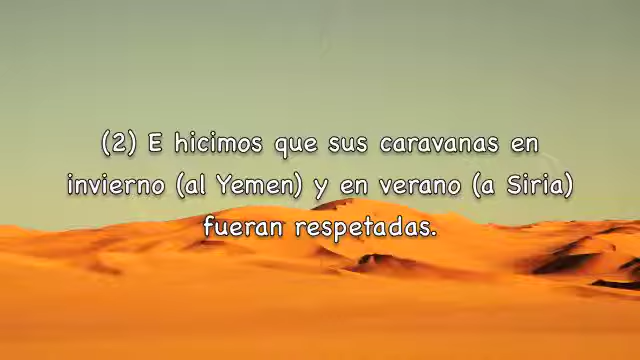 (2) E hicimos que sus caravanas en
invierno (al Yemen) y en verano (a Siria)
fueran respetadas.